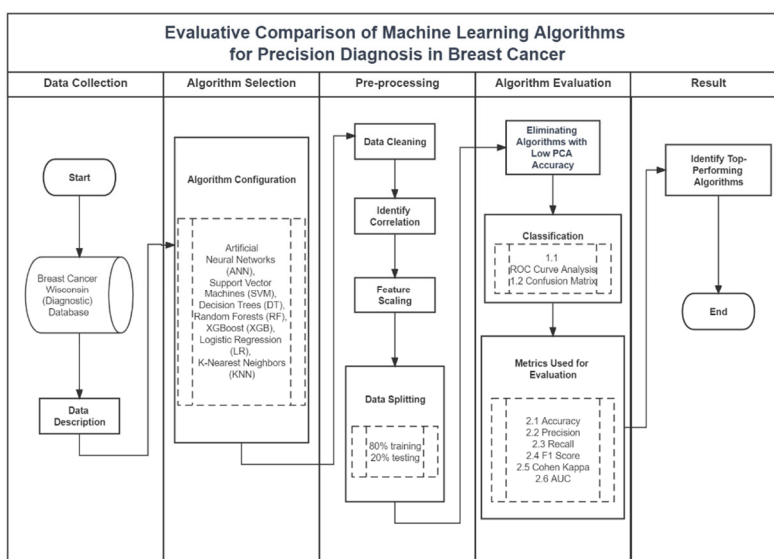 Evaluative Comparison of Machine Learning Algorithms
for Precision Diagnosis in Breast Cancer
Data Collection
Algorithm Selection
Pre-processing
Algorithm Evaluation
Result
Start
Breast Cancer
Wisconsin
(Diagnostic)
Database
Data
Description
Algorithm Configuration
Artificial
Neural Networks
(ANN),
Support Vector
Machines (SVM),
Decision Trees (DT),
Random Forests (RF),
XGBoost (XGB),
Logistic Regression
(LR),
K-Nearest Neighbors
(KNN)
Data Cleaning
Identify
Correlation
Feature
Scaling
Data Splitting
80% training
20% testing
Eliminating
Algorithms with
Low PCA
Accuracy
Classification
1.1
ROC Curve Analysis
1.2 Confusion Matrix
Metrics Used for
Evaluation
2.1 Accuracy
2.2 Precision
2.3 Recall
2.4 F1 Score
2.5 Cohen Kappa
2.6 AUC
Identify Top-
Performing
Algorithms
End